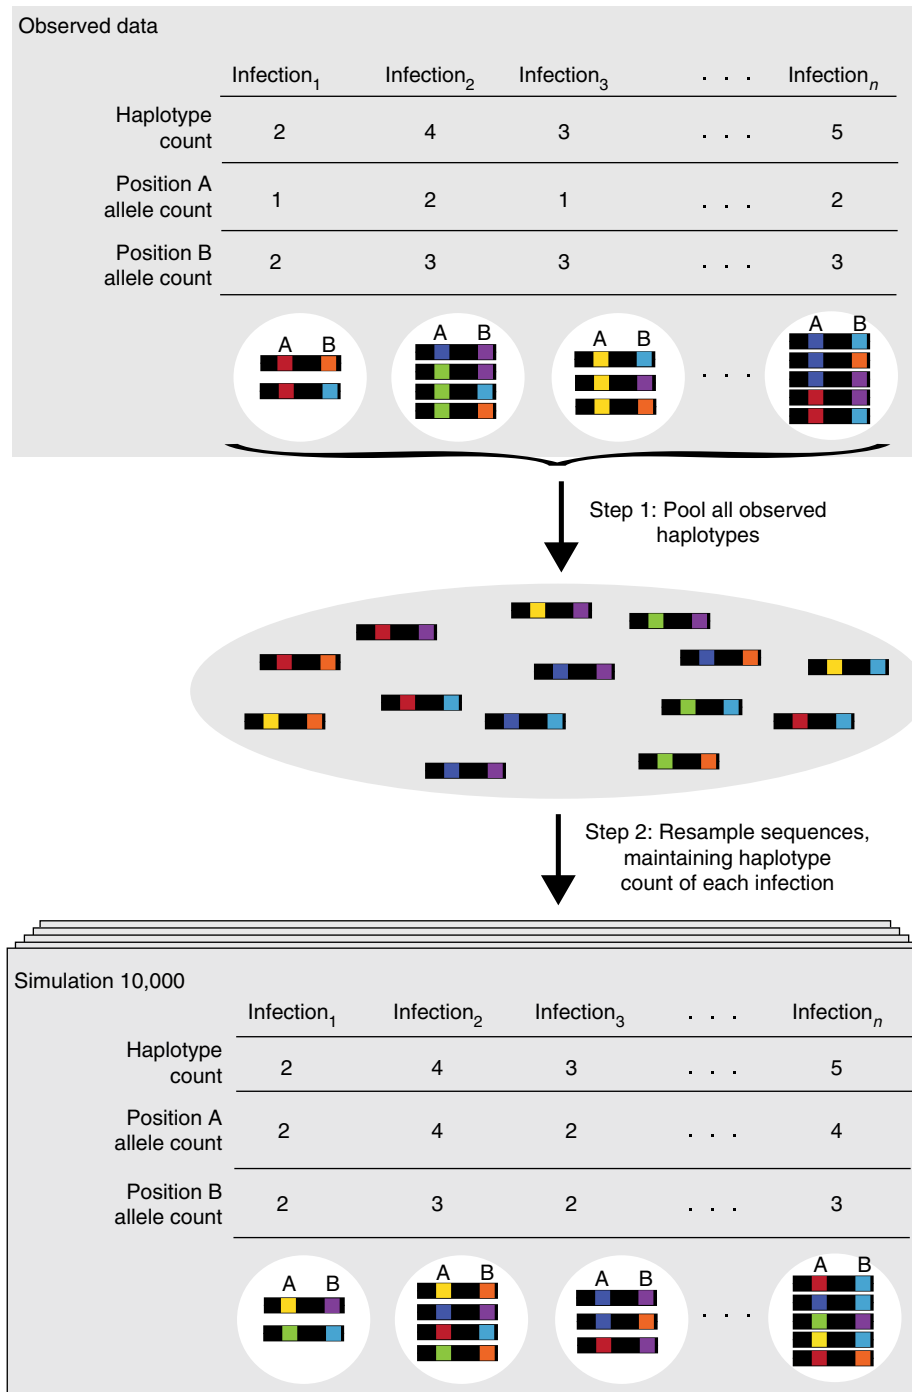 Observed data
Infection1 Infection2 Infection3 . . . Infectionn
Haplotype
count 2 4 3 . . . 5
Position A
allele count 1 2 1 . . . 2
Position B
allele count 2 3 3 . . . 3
A B A B A B . . . A B
Step 1: Pool all observed
haplotypes
Step 2: Resample sequences,
maintaining haplotype
count of each infection
Simulation 10,000
Infection1 Infection2 Infection3 . . . Infectionn
Haplotype
count 2 4 3 . . . 5
Position A
allele count 2 4 2 . . . 4
Position B
allele count 2 3 2 . . . 3
A B A B A B . . . A B